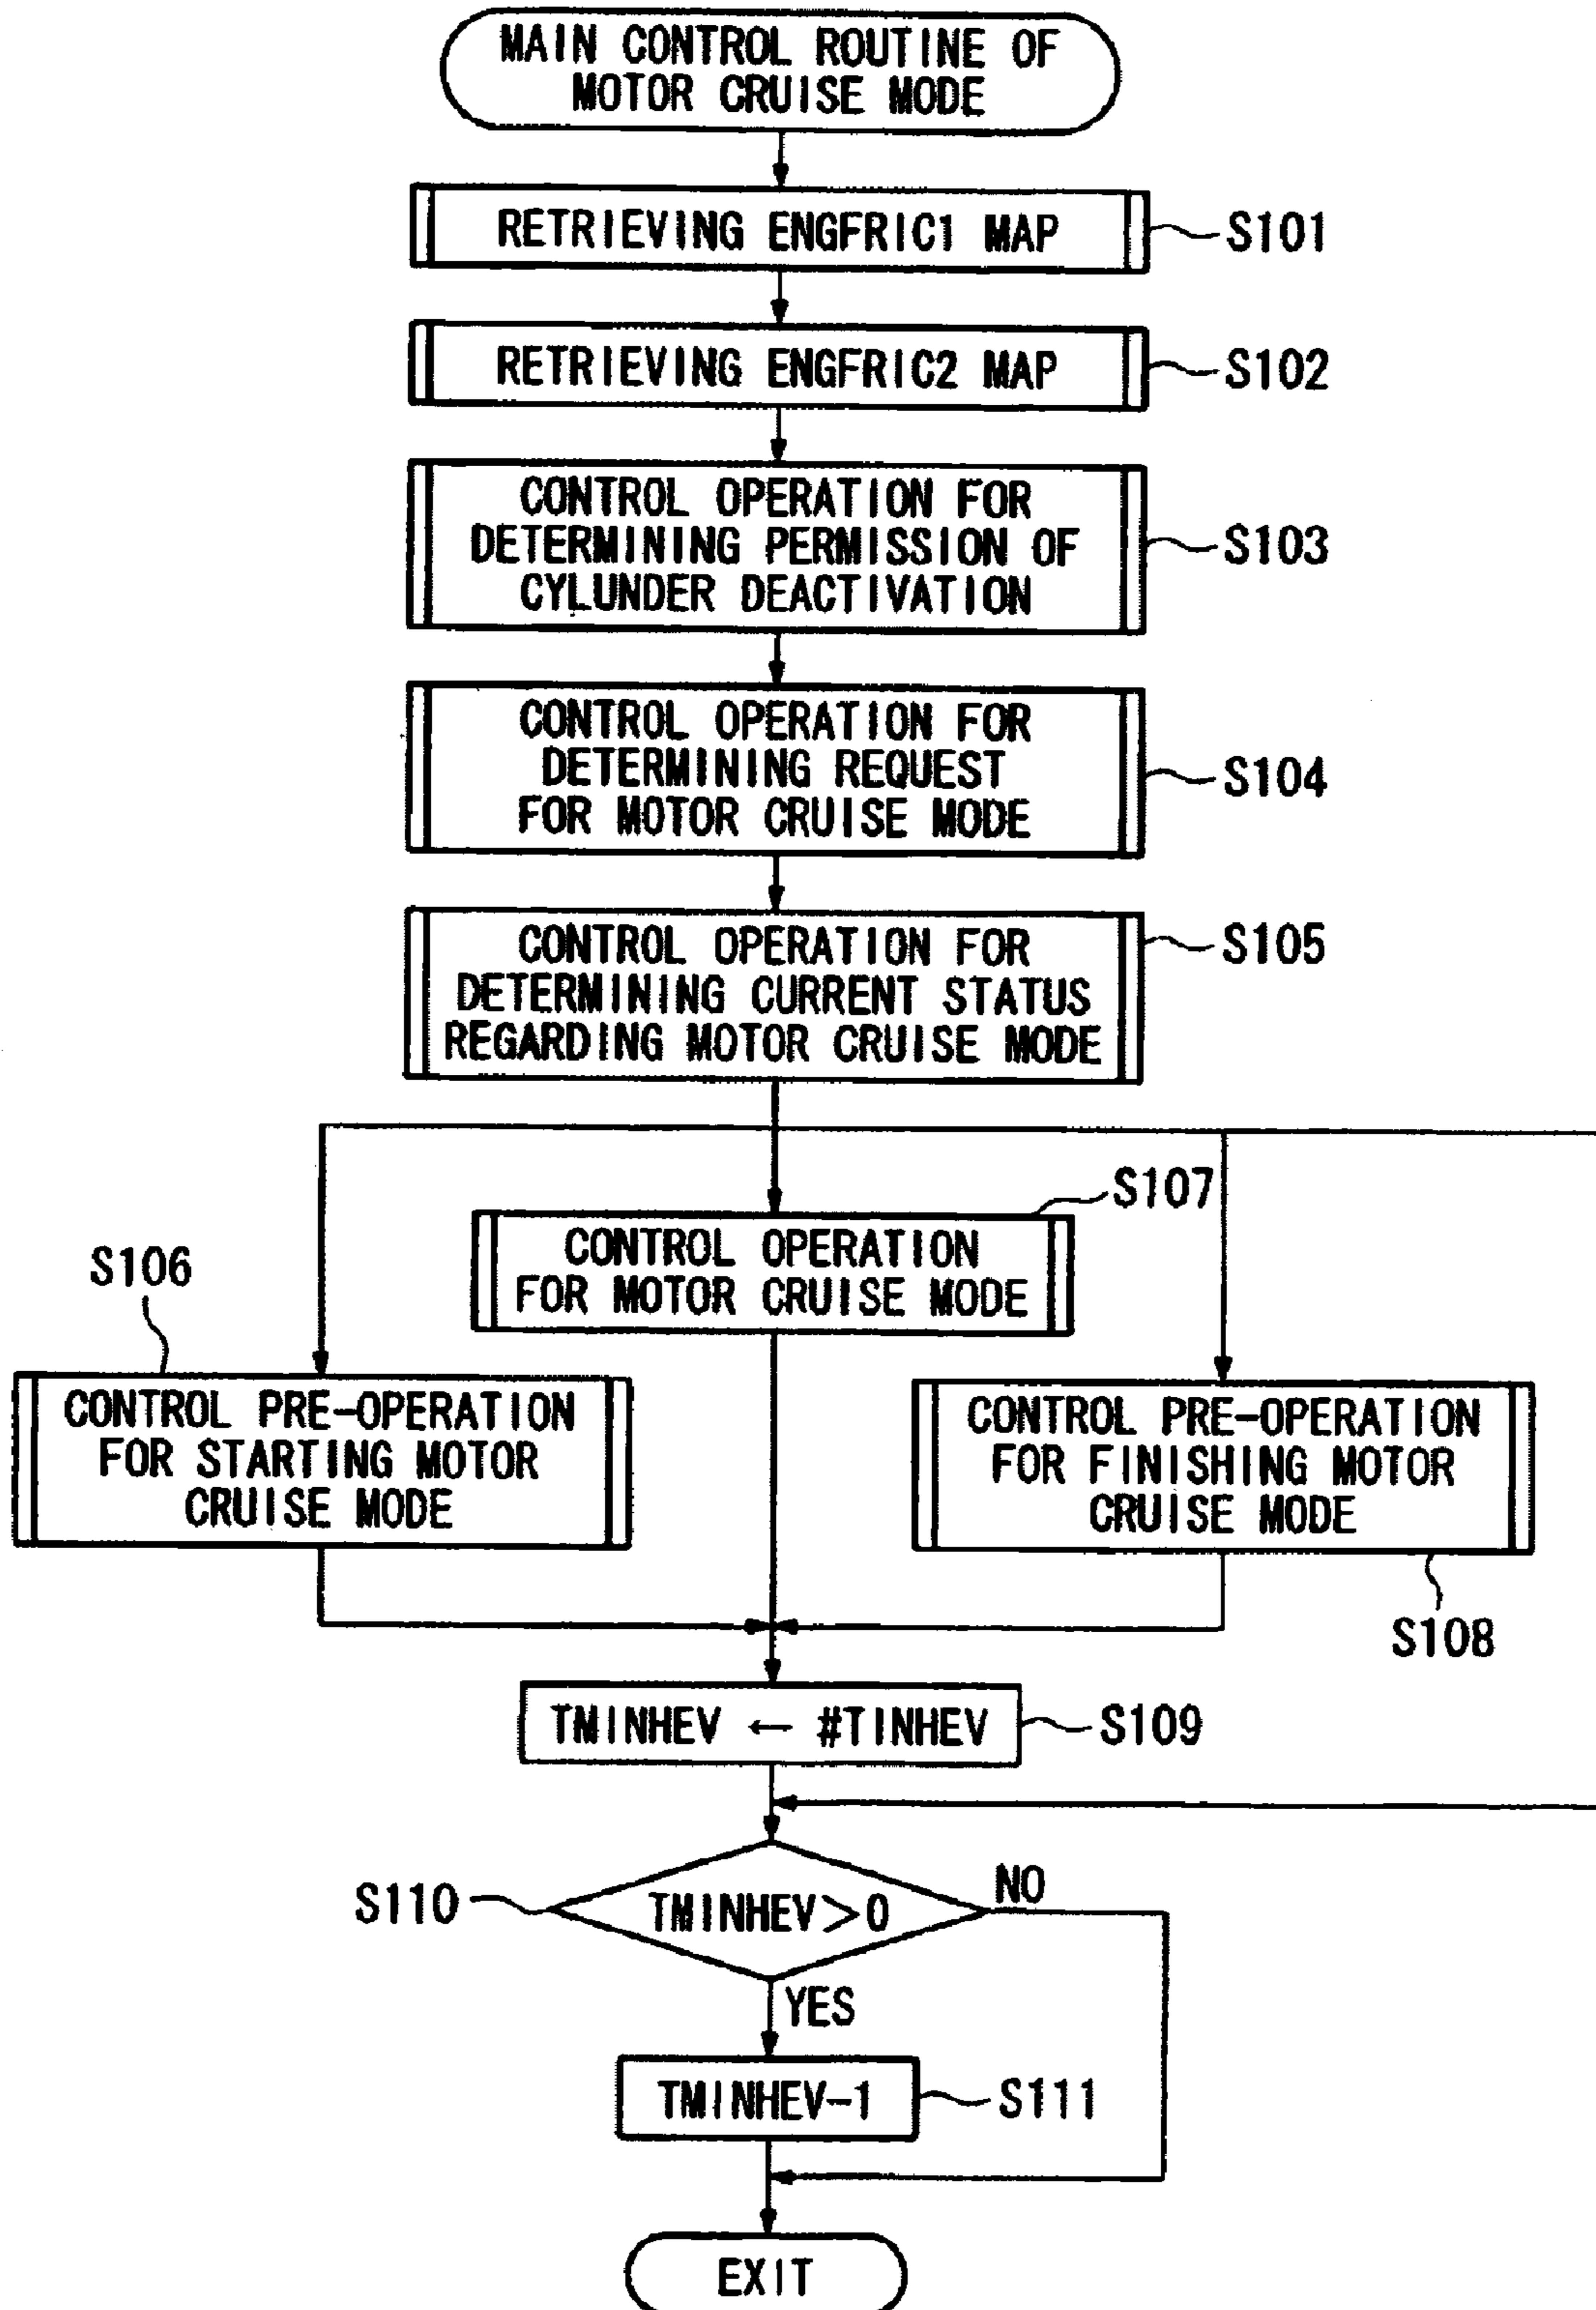 MAIN CONTROL ROUTINE OF
MOTOR CRUISE MODE
RETRIEVING ENGFRIC1 MAP
S101
RETRIEVING ENGFRIC2 MAP
S102
CONTROL OPERATION FOR
DETERMINING PERMISSION OF
CYLUNDER DEACTIVATION
S103
CONTROL OPERATION FOR
DETERMINING REQUEST
FOR MOTOR CRUISE MODE
S104
CONTROL OPERATION FOR
DETERMINING CURRENT STATUS
REGARDING MOTOR CRUISE MODE
S105
S107
CONTROL OPERATION
FOR MOTOR CRUISE MODE
S106
CONTROL PRE-OPERATION
FOR STARTING MOTOR
CRUISE MODE
CONTROL PRE-OPERATION
FOR FINISHING MOTOR
CRUISE MODE
S108
TMINHEV ← #TINHEV
S109
S110
TMINHEV>0
NO
YES
TMINHEV-1
S111
EXIT